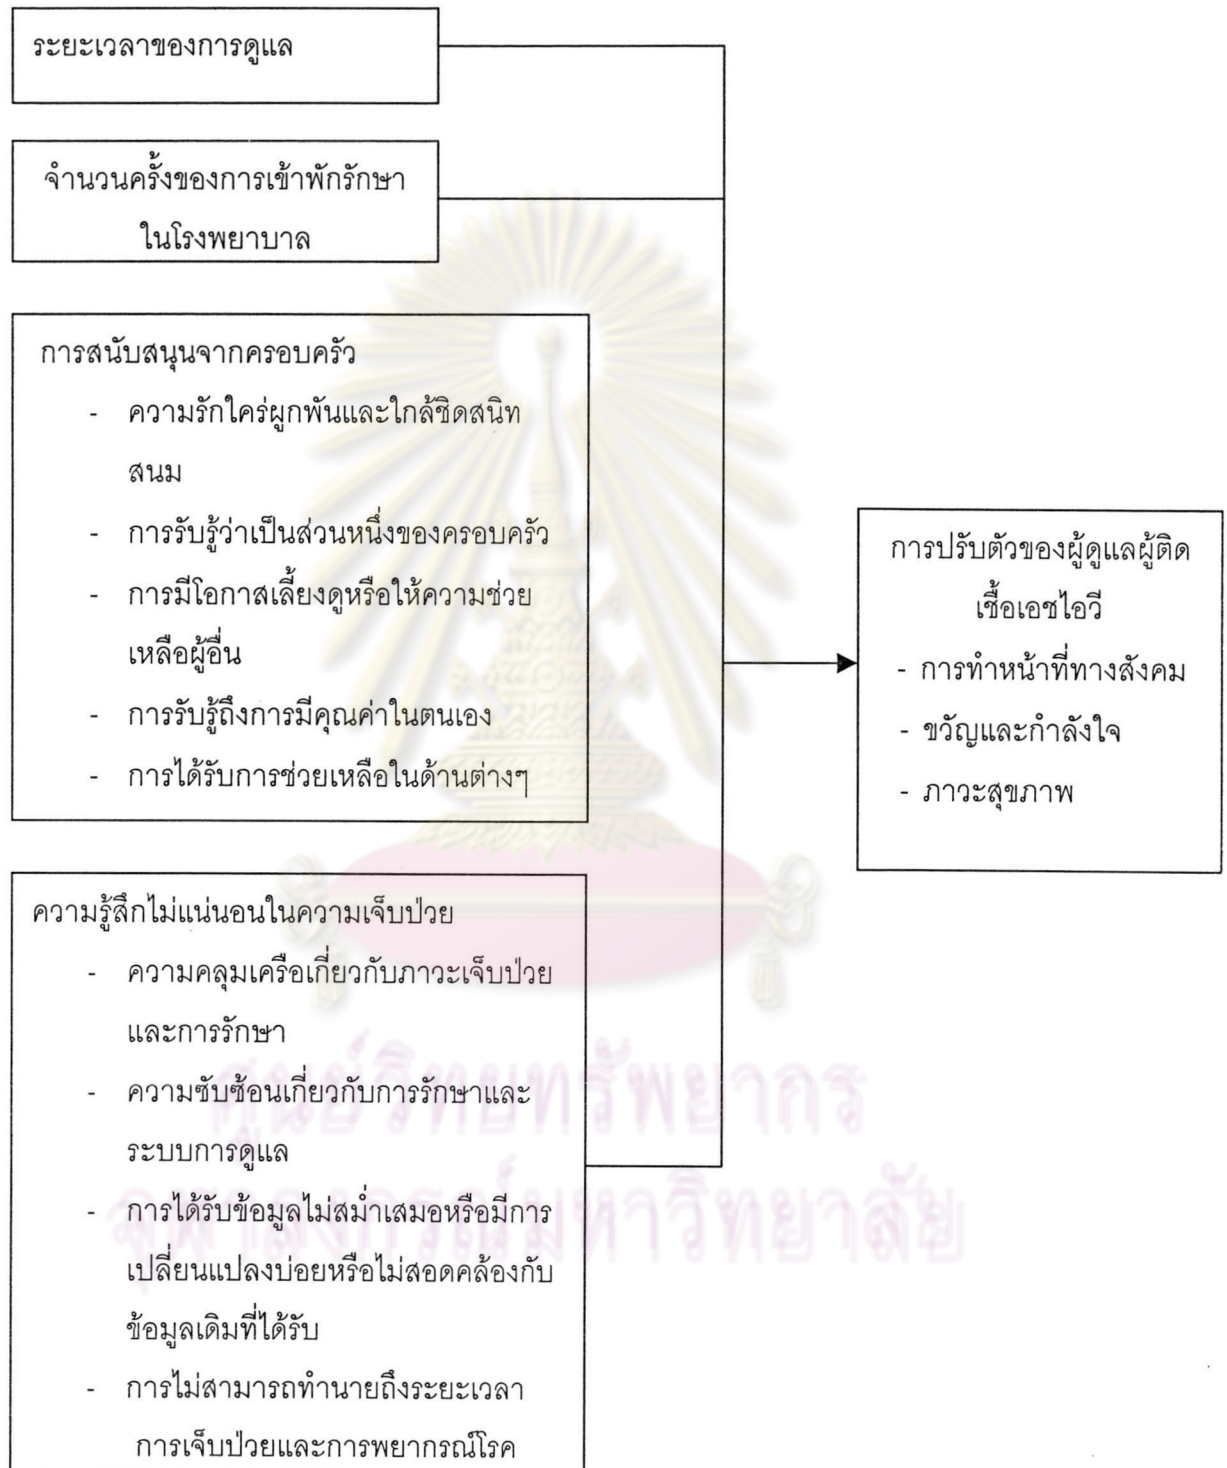 ระยะเวลาของการดูแล
จำนวนครั้งของการเข้าพักรักษา
ในโรงพยาบาล
การสนับสนุนจากครอบครัว
- ความรักใคร่ผูกพันและใกล้ชิดสนิท
สนม
- การรับรู้ว่าเป็นส่วนหนึ่งของครอบครัว
- การมีโอกาสเลี้ยงดูหรือให้ความช่วย
เหลือผู้อื่น
- การรับรู้ถึงการมีคุณค่าในตนเอง
- การได้รับการช่วยเหลือในด้านต่างๆ
ความรู้สึกไม่แน่นอนในความเจ็บป่วย
- ความคลุมเครือเกี่ยวกับภาวะเจ็บป่วย
และการรักษา
- ความซับซ้อนเกี่ยวกับการรักษาและ
ระบบการดูแล
- การได้รับข้อมูลไม่สม่ำเสมอหรือมีการ
เปลี่ยนแปลงบ่อยหรือไม่สอดคล้องกับ
ข้อมูลเดิมที่ได้รับ
- การไม่สามารถทำนายถึงระยะเวลา
การเจ็บป่วยและการพยากรณ์โรค
การปรับตัวของผู้ดูแลผู้ติด
เชื้อเอชไอวี
- การทำหน้าที่ทางสังคม
- ขวัญและกำลังใจ
- ภาวะสุขภาพ
ศูนย์วิทยทรัพยากร
จุฬาลงกรณ์มหาวิทยาลัย